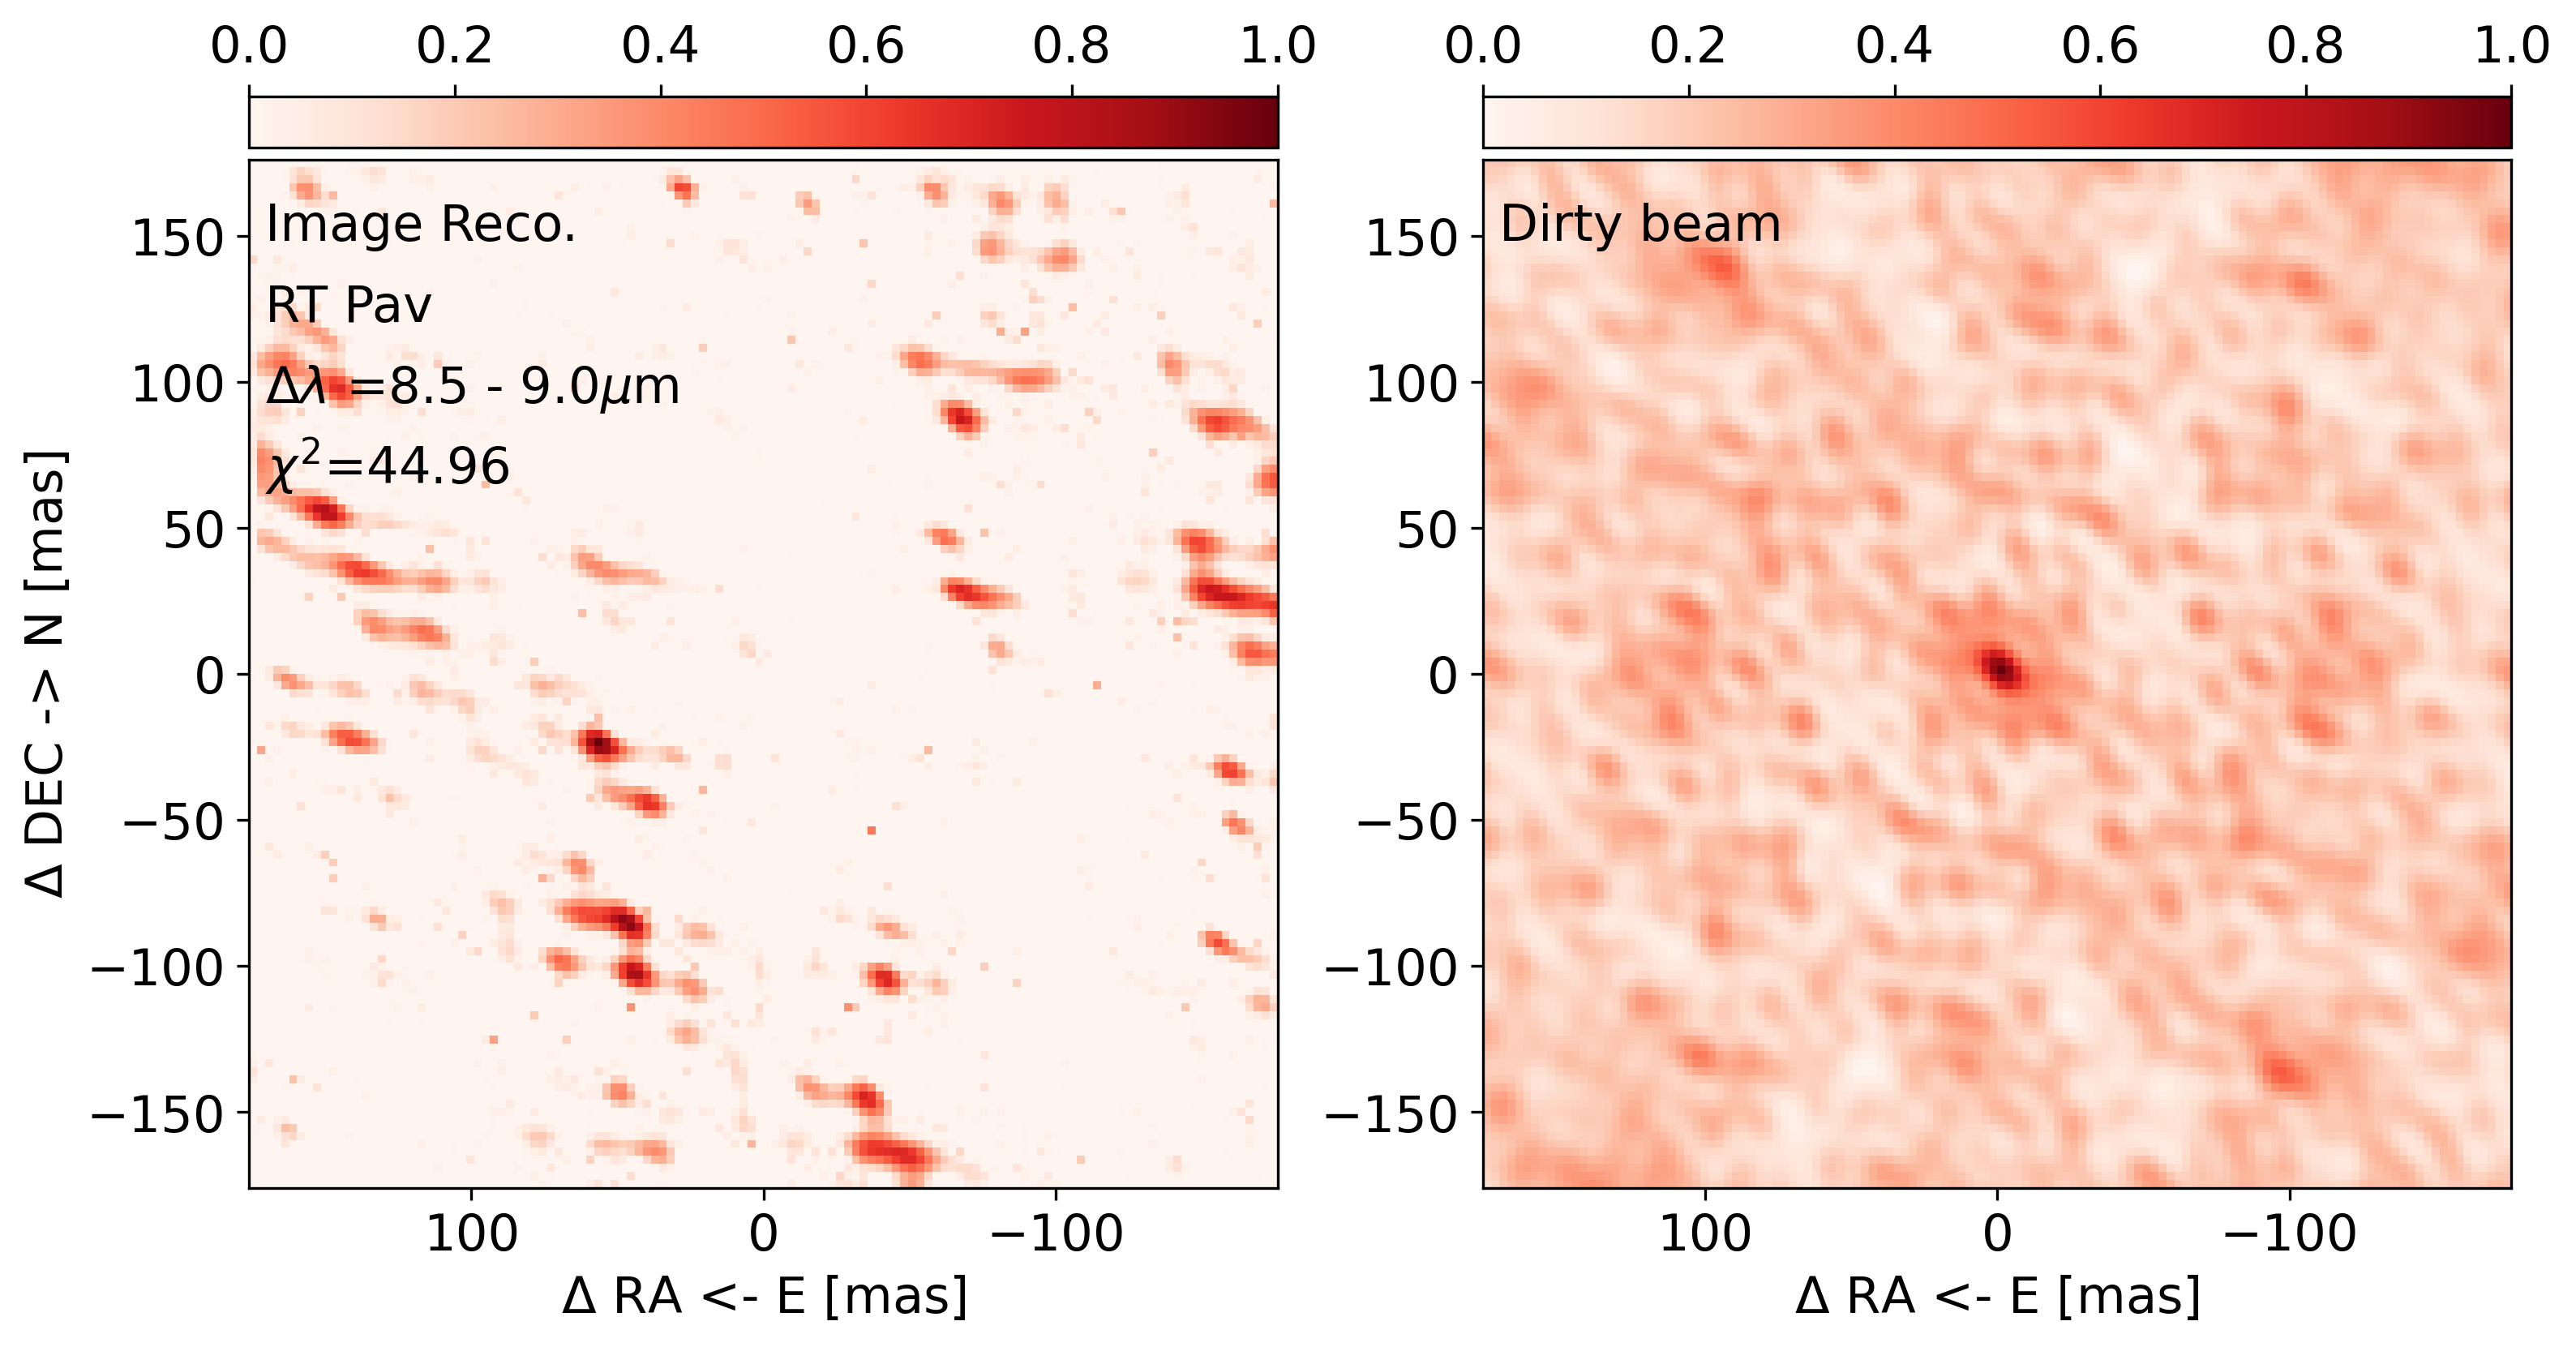 0.0 0.2 0.4 0.6 0.8 1.0
0.0 0.2 0.4 0.6 0.8 1.0
Image Reco.
RT Pav
Δλ =8.5 - 9.0μm
χ²=44.96
150
100
50
0
−50
−100
−150
Δ DEC -> N [mas]
100 0 −100
Δ RA <- E [mas]
Dirty beam
150
100
50
0
−50
−100
−150
100 0 −100
Δ RA <- E [mas]